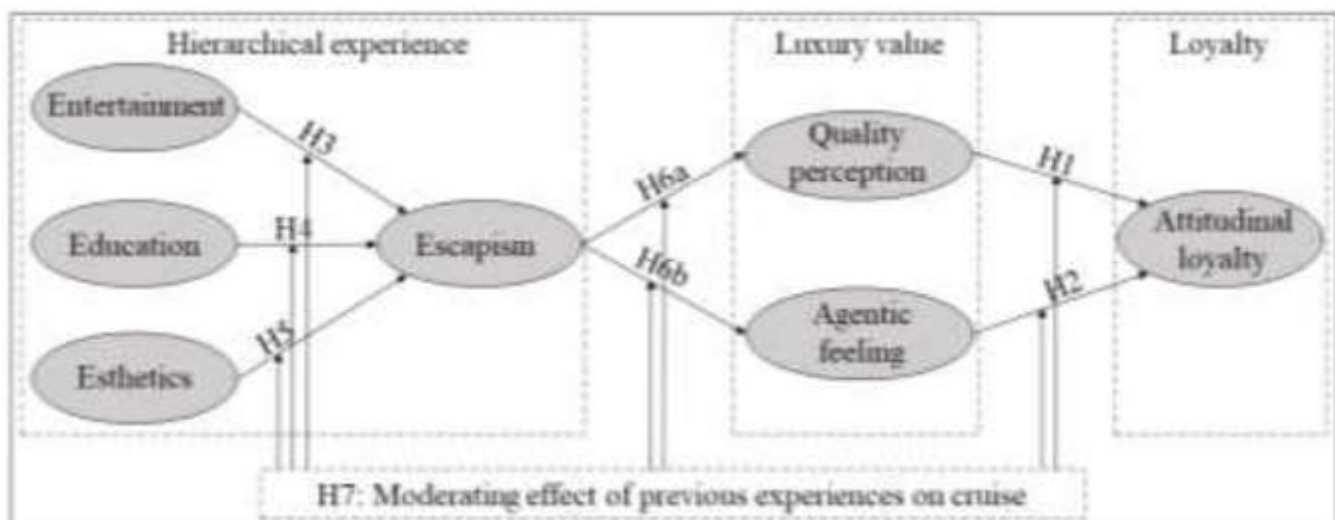 Hierarchical experience
Luxury value
Loyalty
Entertainment
H3
Education
H4
Escapism
Esthetics
H5
H6a
H6b
Quality
perception
Agentic
feeling
H1
H2
Attitudinal
loyalty
H7: Moderating effect of previous experiences on cruise